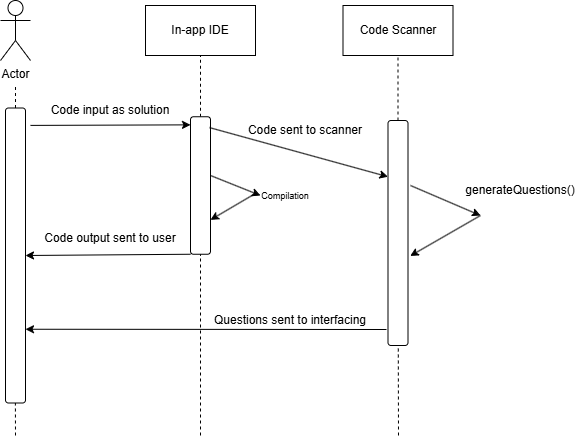 In-app IDE
Code Scanner
Actor
Code input as solution
Code sent to scanner
generateQuestions()
Compilation
Code output sent to user
Questions sent to interfacing